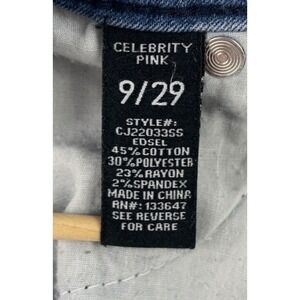 CELEBRITY
PINK
9/29
STYLE#:
CJ22033SS
EDSEL
45%COTTON
30%POLYESTER
23%RAYON
2%SPANDEX
MADE IN CHINA
RN#: 133647
SEE REVERSE
FOR CARE